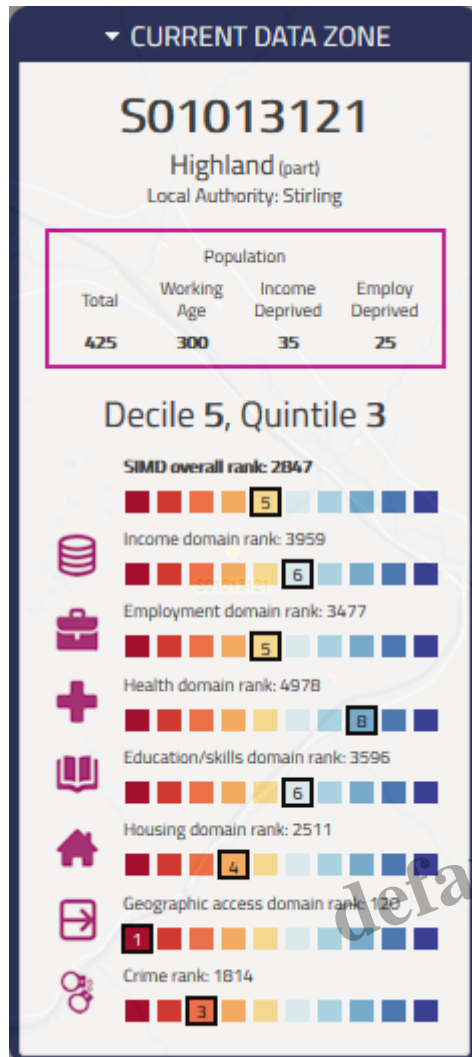 CURRENT DATA ZONE
S01013121
Highland (part)
Local Authority: Stirling
Population
Total Working Age Income Deprived Employ Deprived
425 300 35 25
Decile 5, Quintile 3
SIMD overall rank: 2847
5
Income domain rank: 3959
6
S01013121
Employment domain rank: 3477
5
Health domain rank: 4978
8
Education/skills domain rank: 3596
6
Housing domain rank: 2511
4
Geographic access domain rank: 120
1
Crime rank: 1814
3
defa